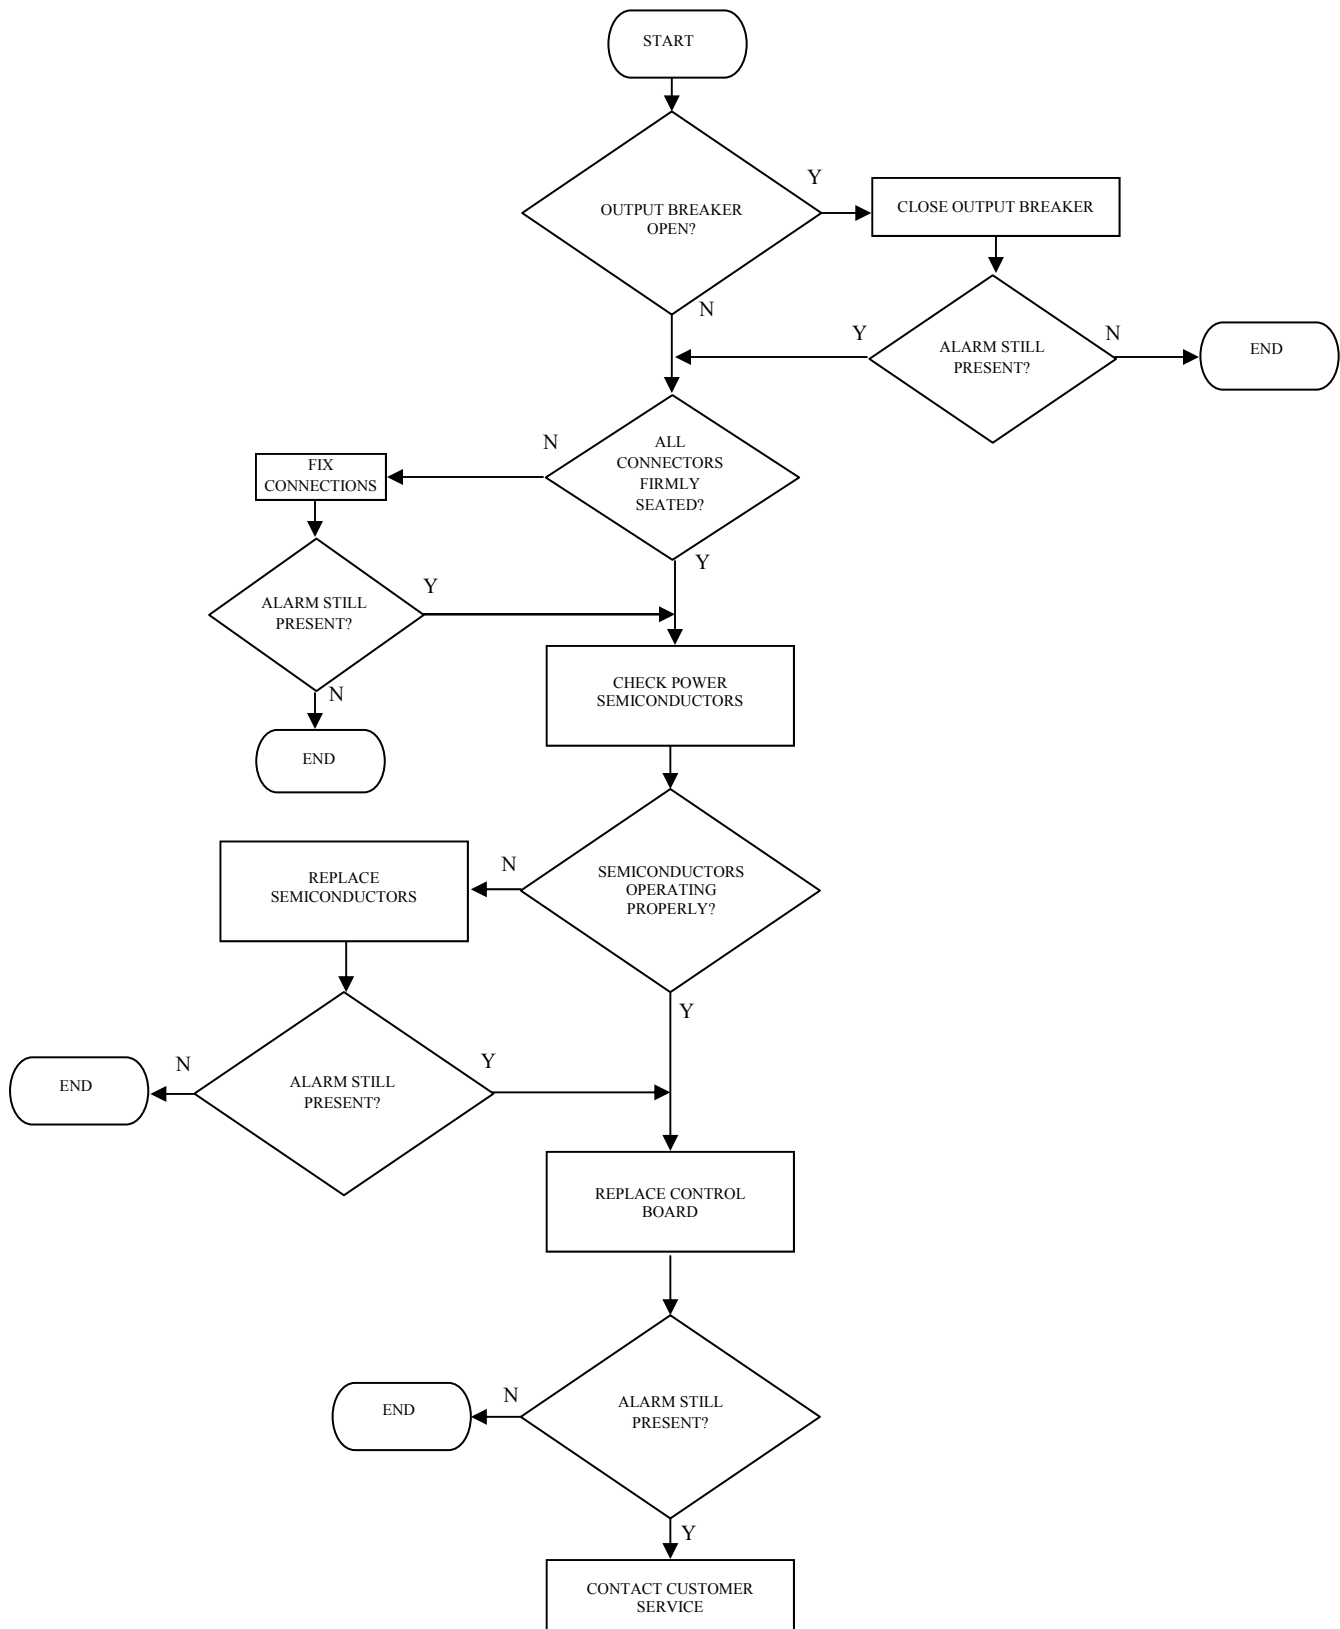 START
Y
OUTPUT BREAKER
OPEN?
CLOSE OUTPUT BREAKER
N
Y
ALARM STILL
PRESENT?
N
END
N
ALL
CONNECTORS
FIRMLY
SEATED?
FIX
CONNECTIONS
Y
Y
ALARM STILL
PRESENT?
N
END
CHECK POWER
SEMICONDUCTORS
N
SEMICONDUCTORS
OPERATING
PROPERLY?
REPLACE
SEMICONDUCTORS
Y
N
Y
END
ALARM STILL
PRESENT?
REPLACE CONTROL
BOARD
N
ALARM STILL
PRESENT?
END
Y
CONTACT CUSTOMER
SERVICE